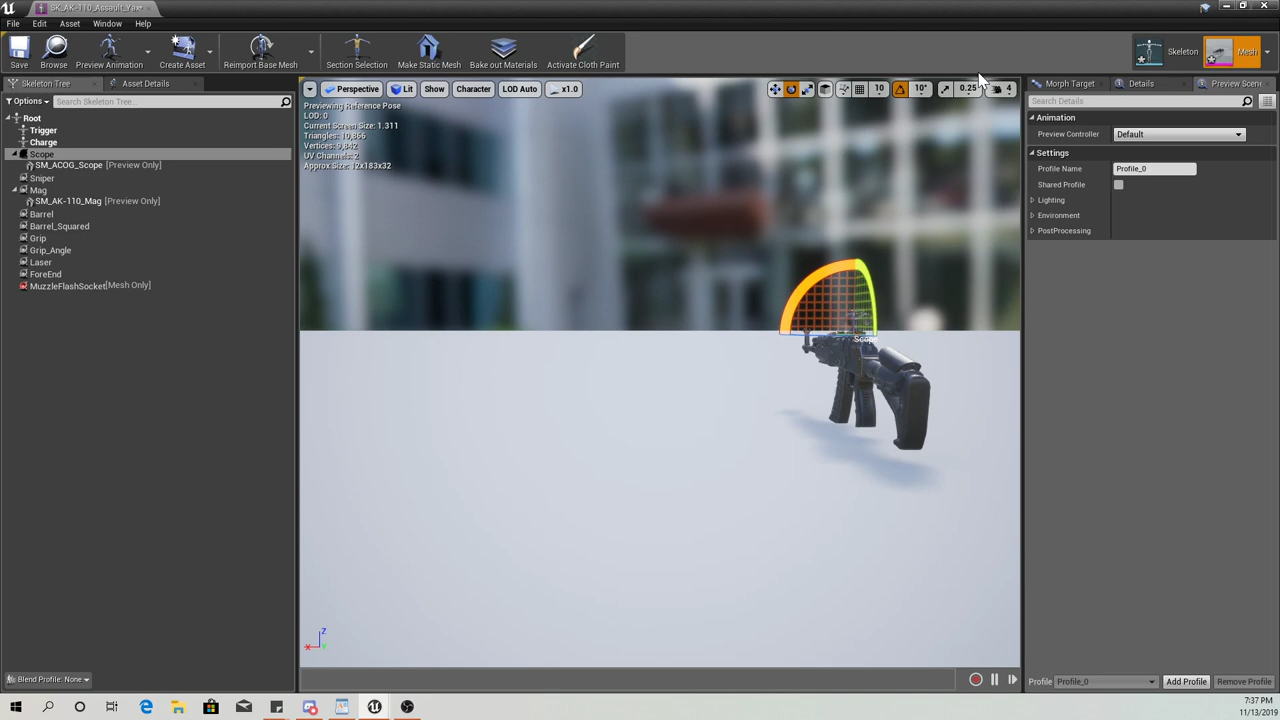 SK_AK-110_Assault_Yaxe
File Edit Asset Window Help
Save Browse Preview Animation Create Asset Reimport Base Mesh Section Selection Make Static Mesh Bake out Materials Activate Cloth Paint Skeleton Mesh
Skeleton Tree Asset Details
Options Search Skeleton Tree...
Root
Trigger
Charge
Scope
SM_ACOG_Scope [Preview Only]
Sniper
Mag
SM_AK-110_Mag [Preview Only]
Barrel
Barrel_Squared
Grip
Grip_Angle
Laser
ForeEnd
MuzzleFlashSocket [Mesh Only]
Blend Profile: None
Perspective Lit Show Character LOD Auto x1.0 10 10° 0.25 4
Previewing Reference Pose
LOD: 0
Current Screen Size: 1.311
Triangles: 10,866
Vertices: 9,842
UV Channels: 2
Approx Size: 12x183x32
Scope
Z
X Y
Morph Target Details Preview Scen
Search Details
Animation
Preview Controller Default
Settings
Profile Name Profile_0
Shared Profile
Lighting
Environment
PostProcessing
Profile Profile_0 Add Profile Remove Profile
7:37 PM
11/13/2019